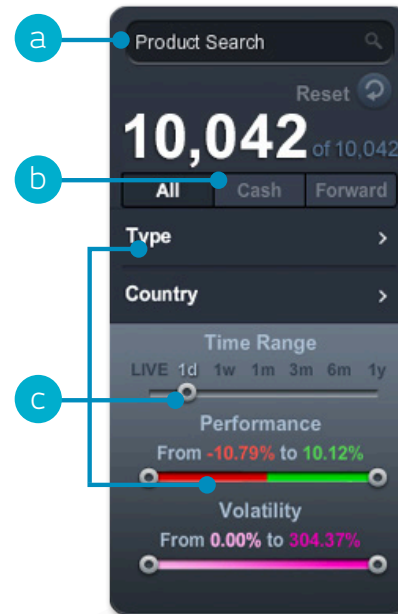 a
Product Search
Reset
10,042 of 10,042
b
All Cash Forward
Type >
Country >
Time Range
LIVE 1d 1w 1m 3m 6m 1y
c
Performance
From -10.79% to 10.12%
Volatility
From 0.00% to 304.37%